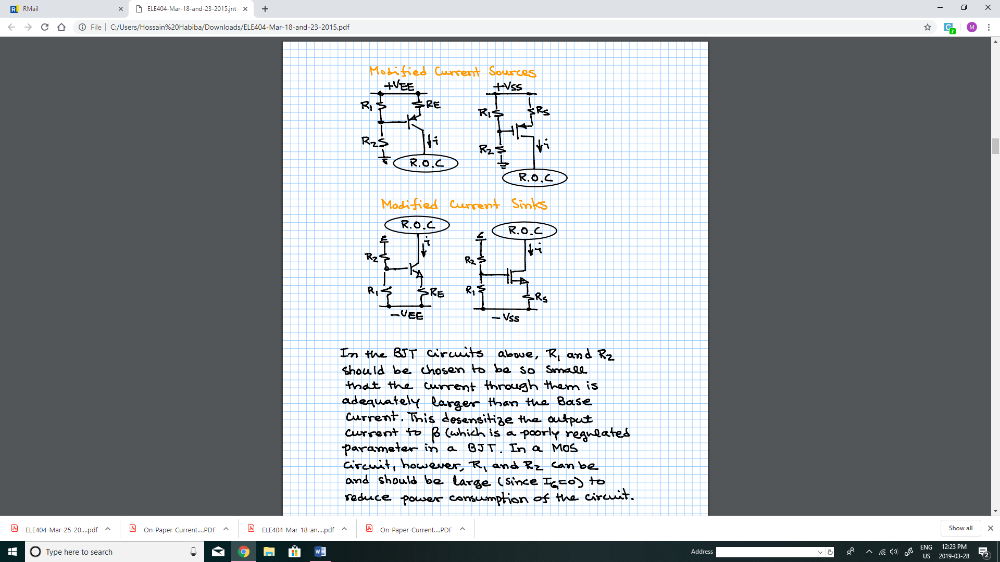 RMail
ELE404-Mar-18-and-23-2015.jnt
File C:/Users/Hossain%20Habiba/Downloads/ELE404-Mar-18-and-23-2015.pdf
C 7
M
Modified Current Sources
+VEE
R1
RE
R2
i
R.O.C
+VSS
R1
RS
R2
i
R.O.C
Modified Current Sinks
R.O.C
i
R2
R1
RE
-VEE
R.O.C
i
R2
R1
RS
-VSS
In the BJT circuits above, R1 and R2
should be chosen to be so small
that the current through them is
adequately larger than the Base
current. This desensitize the output
current to β (which is a poorly regulated
parameter in a BJT. In a MOS
circuit, however, R1 and R2 can be
and should be large (since IG=0) to
reduce power consumption of the circuit.
ELE404-Mar-25-20....pdf
On-Paper-Current....PDF
ELE404-Mar-18-an....pdf
On-Paper-Current....PDF
Show all
Type here to search
Address
ENG
US
12:23 PM
2019-03-28
2